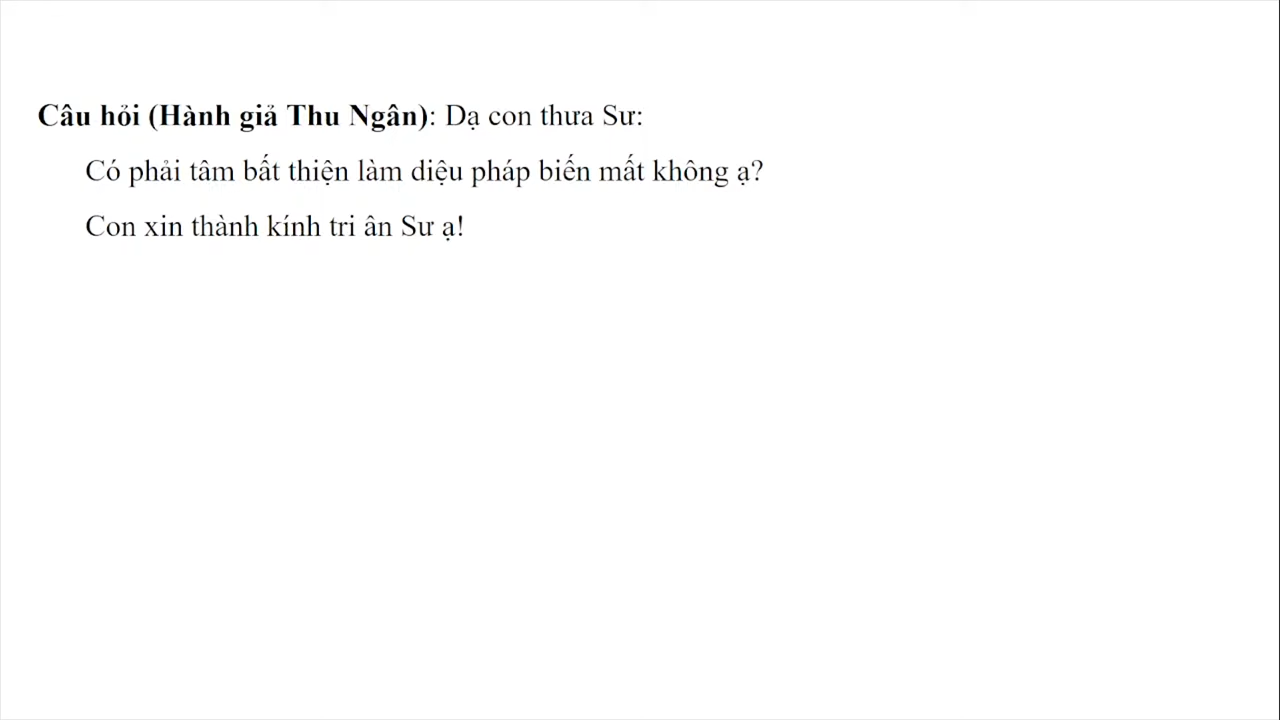 Câu hỏi (Hành giả Thu Ngân): Dạ con thưa Sư:
Có phải tâm bất thiện làm diệu pháp biến mất không ạ?
Con xin thành kính tri ân Sư ạ!